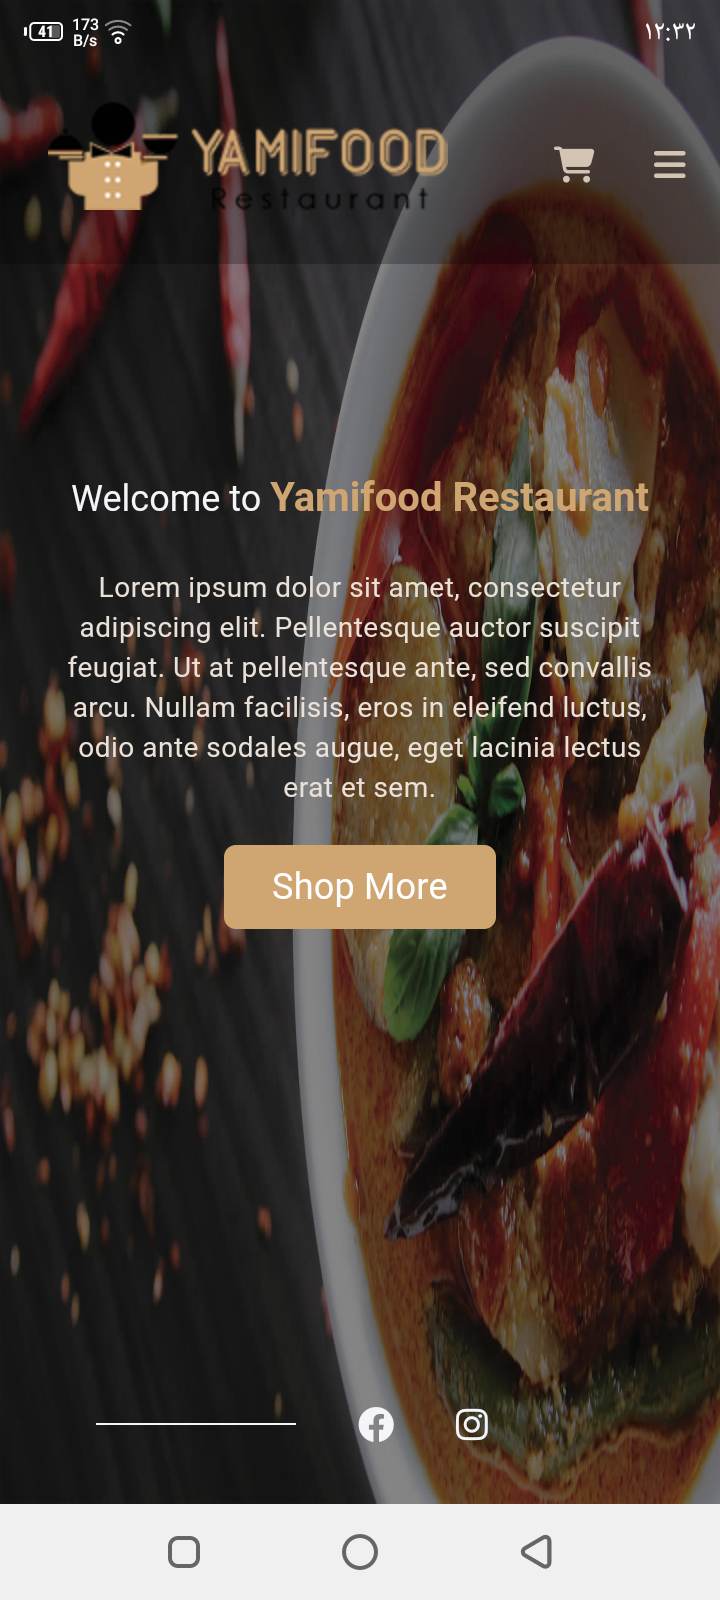 41
173
B/s
١٢:٣٢
YAMIFOOD
Restaurant
Welcome to Yamifood Restaurant
Lorem ipsum dolor sit amet, consectetur
adipiscing elit. Pellentesque auctor suscipit
feugiat. Ut at pellentesque ante, sed convallis
arcu. Nullam facilisis, eros in eleifend luctus,
odio ante sodales augue, eget lacinia lectus
erat et sem.
Shop More